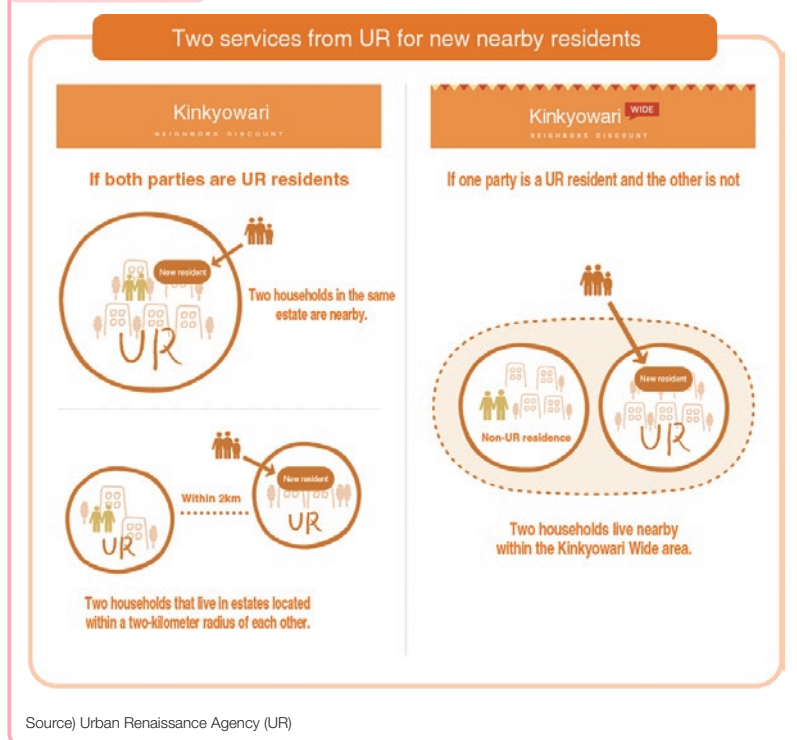 Two services from UR for new nearby residents
Kinkyowari
NEIGHBORS DISCOUNT
If both parties are UR residents
New resident
UR
Two households in the same
estate are nearby.
Within 2km
New resident
UR
UR
Two households that live in estates located
within a two-kilometer radius of each other.
Kinkyowari WIDE
NEIGHBORS DISCOUNT
If one party is a UR resident and the other is not
New resident
Non-UR residence
UR
Two households live nearby
within the Kinkyowari Wide area.
Source) Urban Renaissance Agency (UR)